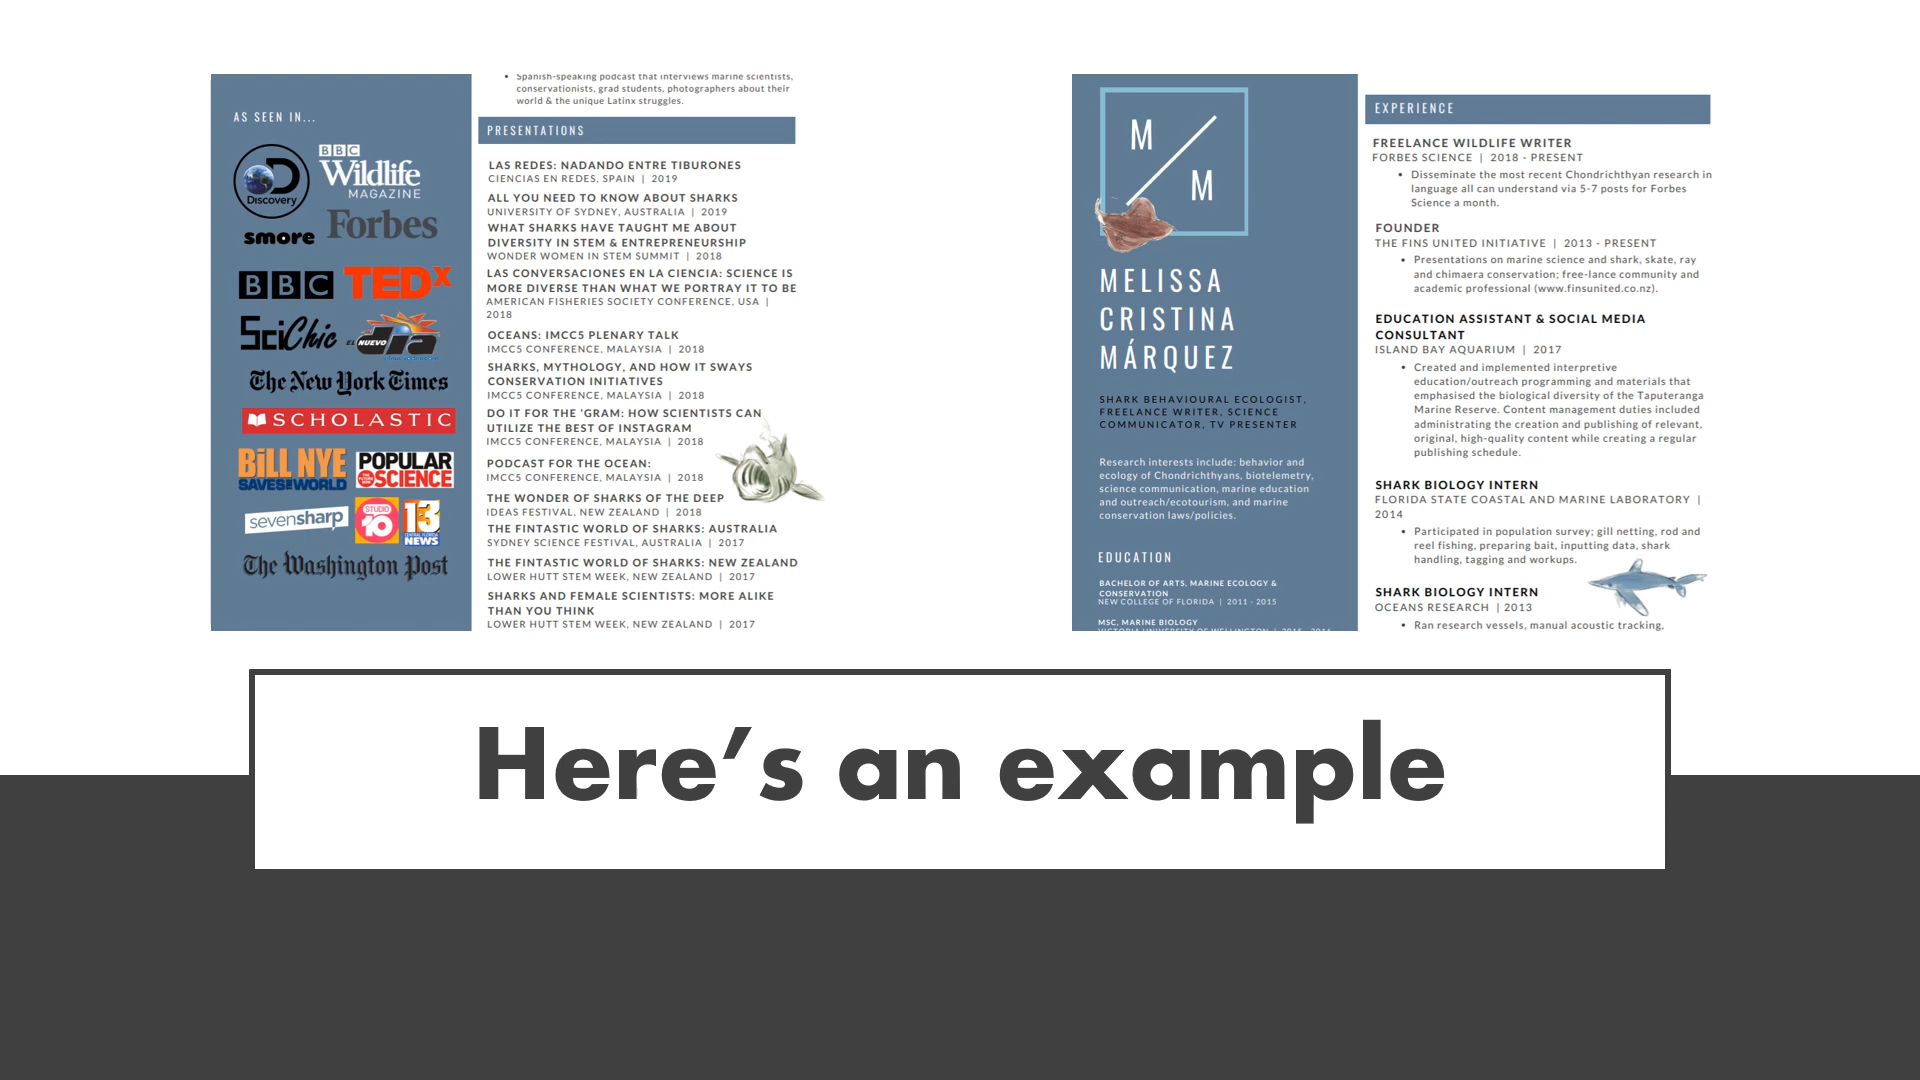 AS SEEN IN...
Discovery
BBC
Wildlife
MAGAZINE
smore
Forbes
BBC
TEDx
SciChic
EL NUEVO
dia
The New York Times
SCHOLASTIC
BiLL NYE
SAVES THE WORLD
POPULAR
SCIENCE
sevensharp
STUDIO
10
13
NEWS
The Washington Post
• Spanish-speaking podcast that interviews marine scientists,
conservationists, grad students, photographers about their
world & the unique Latinx struggles.
PRESENTATIONS
LAS REDES: NADANDO ENTRE TIBURONES
CIENCIAS EN REDES, SPAIN | 2019
ALL YOU NEED TO KNOW ABOUT SHARKS
UNIVERSITY OF SYDNEY, AUSTRALIA | 2019
WHAT SHARKS HAVE TAUGHT ME ABOUT
DIVERSITY IN STEM & ENTREPRENEURSHIP
WONDER WOMEN IN STEM SUMMIT | 2018
LAS CONVERSACIONES EN LA CIENCIA: SCIENCE IS
MORE DIVERSE THAN WHAT WE PORTRAY IT TO BE
AMERICAN FISHERIES SOCIETY CONFERENCE, USA |
2018
OCEANS: IMCC5 PLENARY TALK
IMCC5 CONFERENCE, MALAYSIA | 2018
SHARKS, MYTHOLOGY, AND HOW IT SWAYS
CONSERVATION INITIATIVES
IMCC5 CONFERENCE, MALAYSIA | 2018
DO IT FOR THE 'GRAM: HOW SCIENTISTS CAN
UTILIZE THE BEST OF INSTAGRAM
IMCC5 CONFERENCE, MALAYSIA | 2018
PODCAST FOR THE OCEAN:
IMCC5 CONFERENCE, MALAYSIA | 2018
THE WONDER OF SHARKS OF THE DEEP
IDEAS FESTIVAL, NEW ZEALAND | 2018
THE FINTASTIC WORLD OF SHARKS: AUSTRALIA
SYDNEY SCIENCE FESTIVAL, AUSTRALIA | 2017
THE FINTASTIC WORLD OF SHARKS: NEW ZEALAND
LOWER HUTT STEM WEEK, NEW ZEALAND | 2017
SHARKS AND FEMALE SCIENTISTS: MORE ALIKE
THAN YOU THINK
LOWER HUTT STEM WEEK, NEW ZEALAND | 2017
M
M
MELISSA
CRISTINA
MÁRQUEZ
SHARK BEHAVIOURAL ECOLOGIST,
FREELANCE WRITER, SCIENCE
COMMUNICATOR, TV PRESENTER
Research interests include: behavior and
ecology of Chondrichthyans, biotelemetry,
science communication, marine education
and outreach/ecotourism, and marine
conservation laws/policies.
EDUCATION
BACHELOR OF ARTS, MARINE ECOLOGY &
CONSERVATION
NEW COLLEGE OF FLORIDA | 2011 - 2015
MSC, MARINE BIOLOGY
EXPERIENCE
FREELANCE WILDLIFE WRITER
FORBES SCIENCE | 2018 - PRESENT
• Disseminate the most recent Chondrichthyan research in
language all can understand via 5-7 posts for Forbes
Science a month.
FOUNDER
THE FINS UNITED INITIATIVE | 2013 - PRESENT
• Presentations on marine science and shark, skate, ray
and chimaera conservation; free-lance community and
academic professional (www.finsunited.co.nz).
EDUCATION ASSISTANT & SOCIAL MEDIA
CONSULTANT
ISLAND BAY AQUARIUM | 2017
• Created and implemented interpretive
education/outreach programming and materials that
emphasised the biological diversity of the Taputeranga
Marine Reserve. Content management duties included
administrating the creation and publishing of relevant,
original, high-quality content while creating a regular
publishing schedule.
SHARK BIOLOGY INTERN
FLORIDA STATE COASTAL AND MARINE LABORATORY |
2014
• Participated in population survey; gill netting, rod and
reel fishing, preparing bait, inputting data, shark
handling, tagging and workups.
SHARK BIOLOGY INTERN
OCEANS RESEARCH | 2013
• Ran research vessels, manual acoustic tracking,
Here's an example